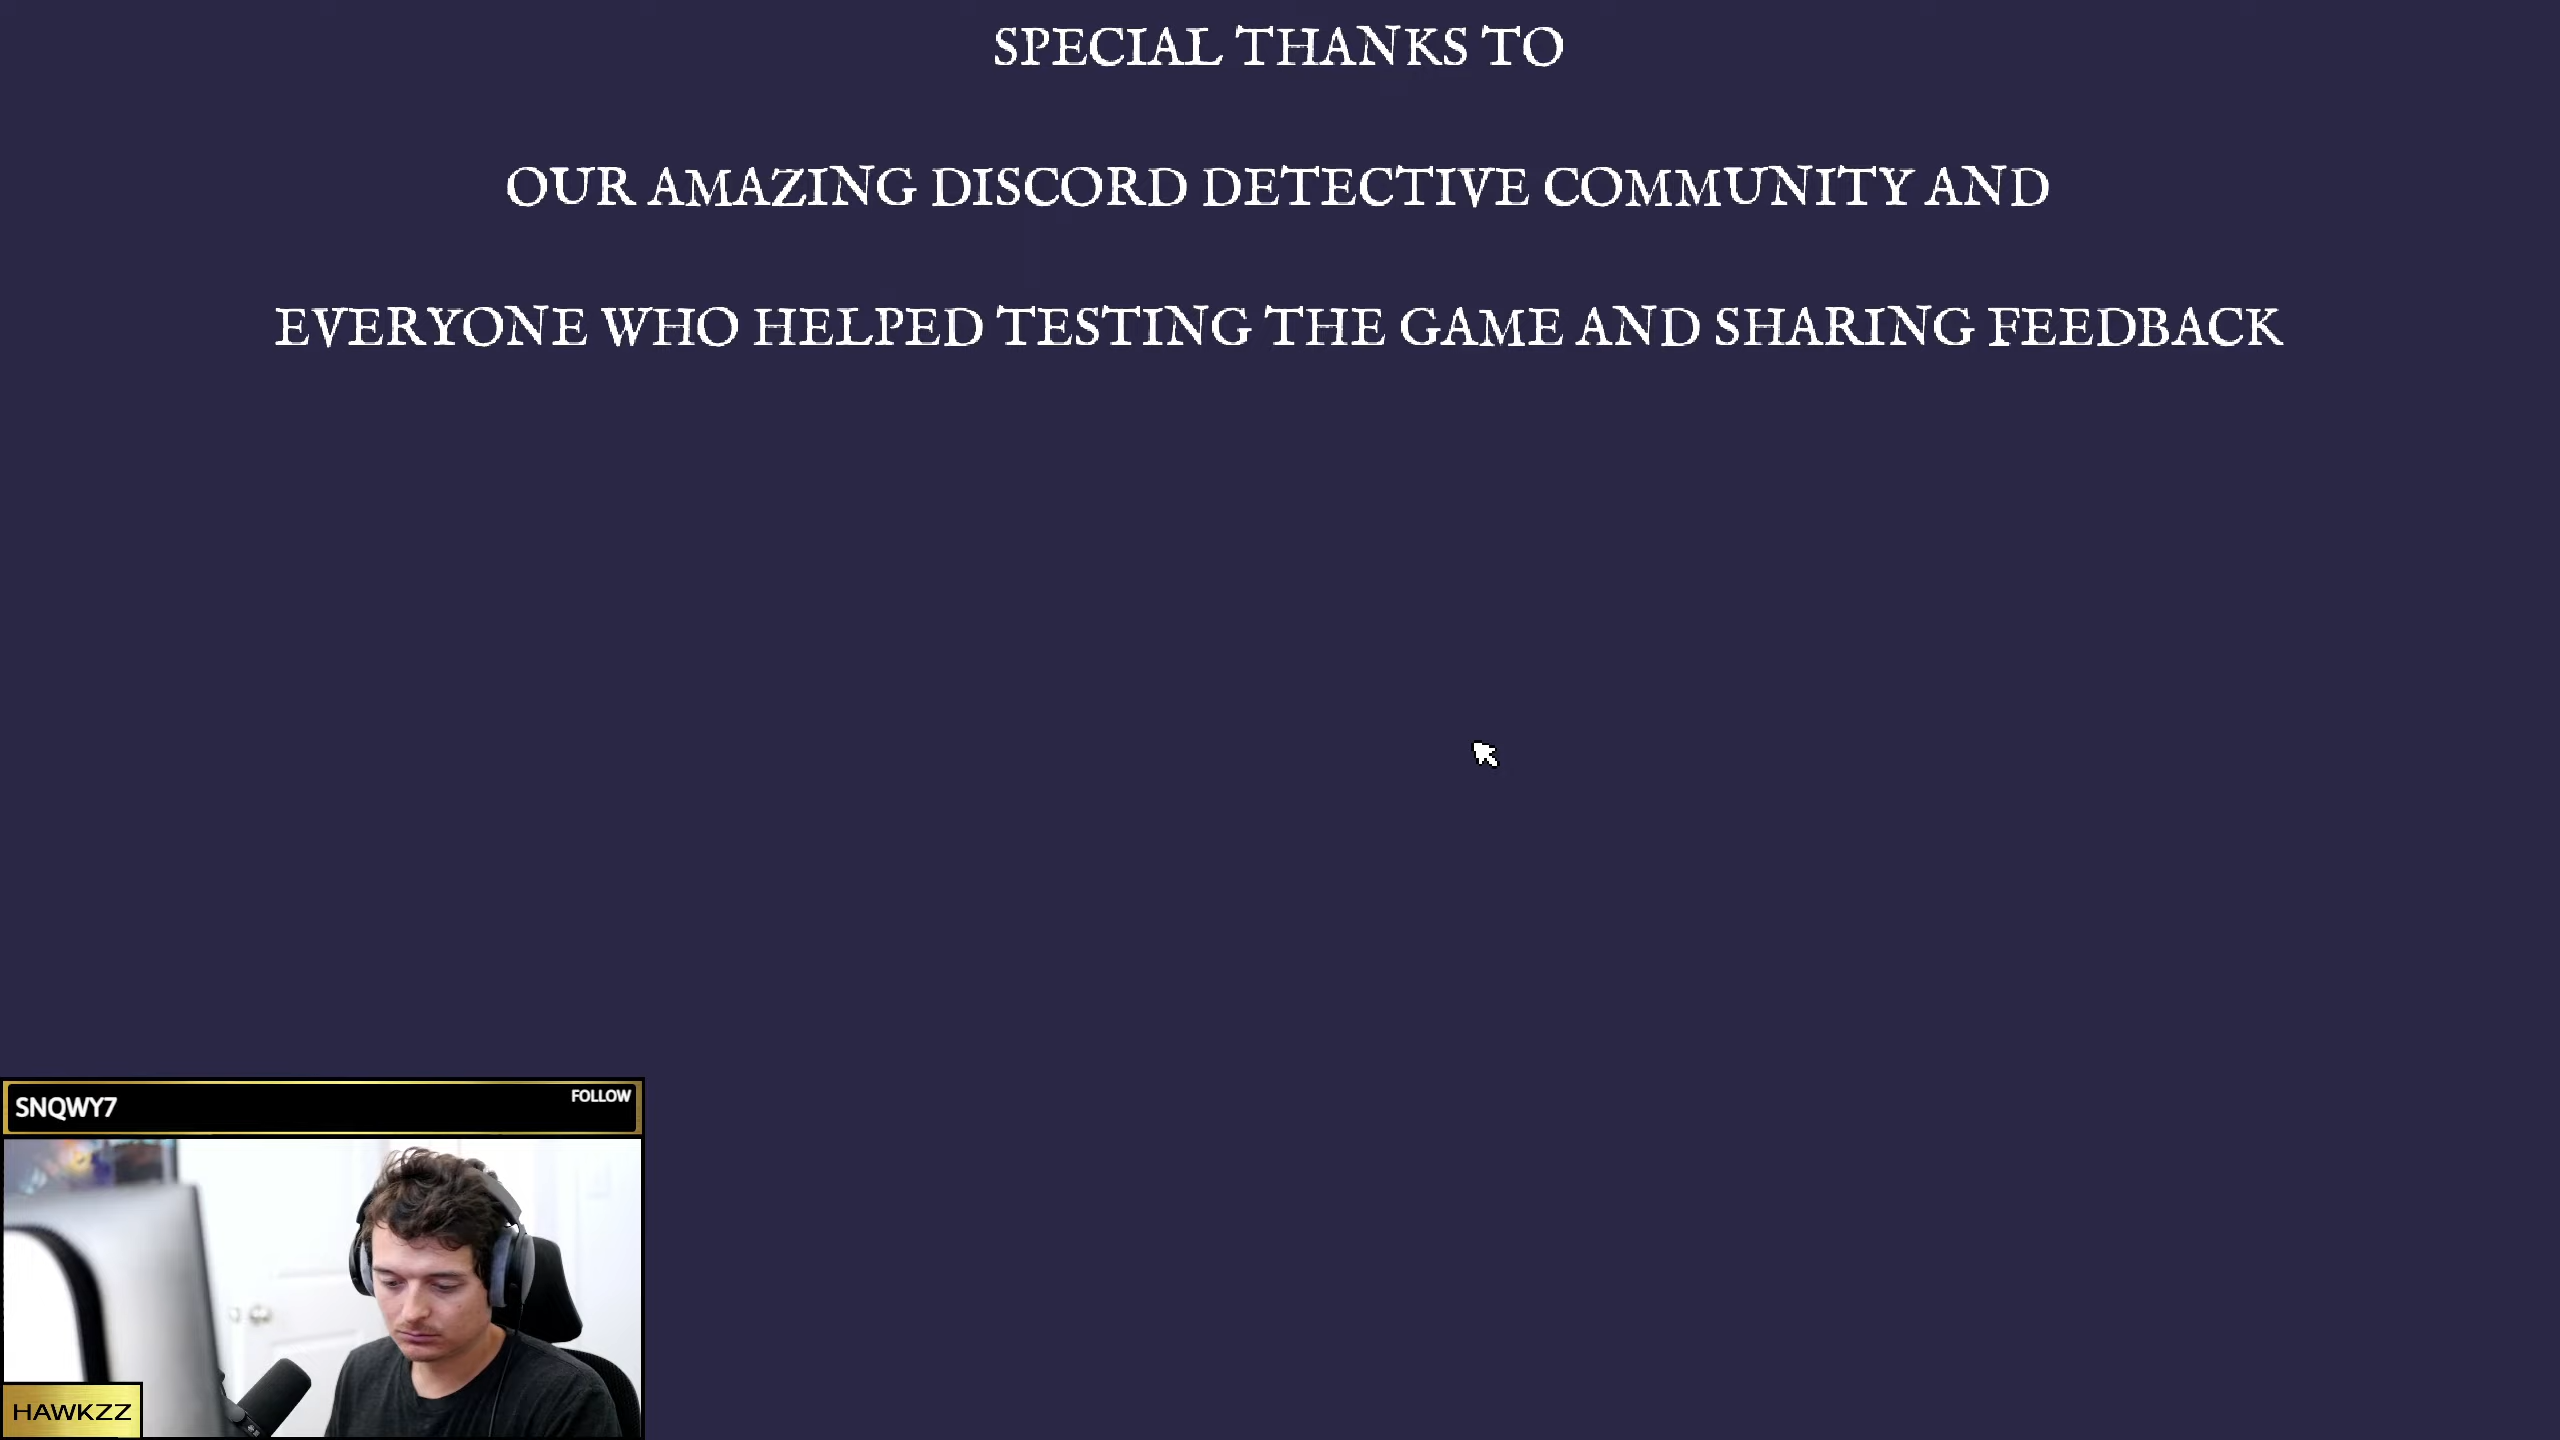 SPECIAL THANKS TO
OUR AMAZING DISCORD DETECTIVE COMMUNITY AND
EVERYONE WHO HELPED TESTING THE GAME AND SHARING FEEDBACK
SNQWY7
FOLLOW
HAWKZZ